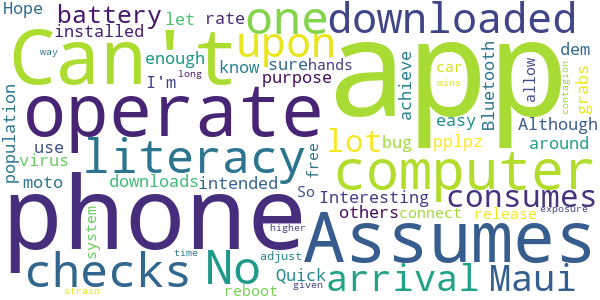 Hope
battery
let
rate
one
downloaded
installed
Can't
upon
app
enough
I'm
know
sure
hands
purpose
dem
way
long
achieve
Bluetooth
car
mins
allow
grabs
contagion
operate
lot
bug
easy
Although
pplpz
around
population
use
literacy
free
computer
virus
moto
downloads
intended
phone
So
Interesting
others
connect
consumes
release
exposure
system
higher
Assumes
checks
time
No
adjust
Quick
arrival
Maui
reboot
given
strain